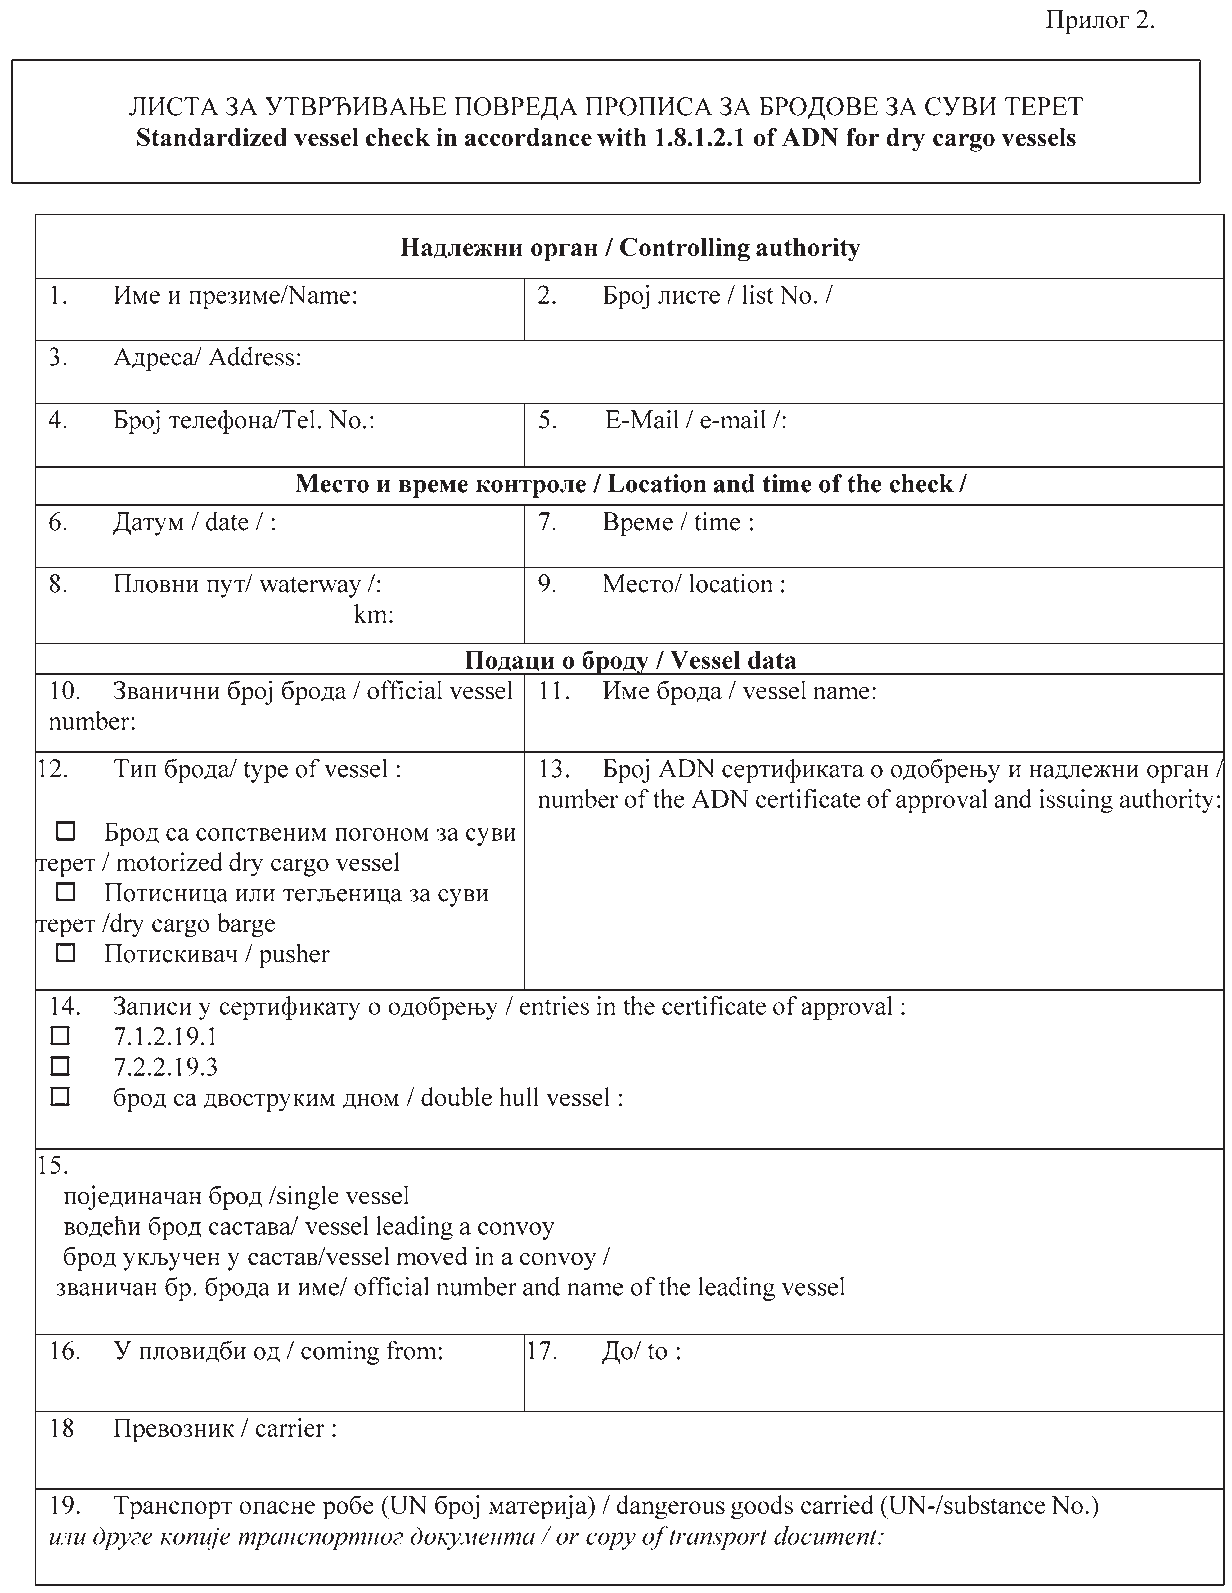 Прилог 2.
ЛИСТА ЗА УТВРЂИВАЊЕ ПОВРЕДА ПРОПИСА ЗА БРОДОВЕ ЗА СУВИ ТЕРЕТ
Standardized vessel check in accordance with 1.8.1.2.1 of ADN for dry cargo vessels
Надлежни орган / Controlling authority
1. Име и презиме/Name:
2. Број листе / list No. /
3. Адреса/ Address:
4. Број телефона/Tel. No.:
5. E-Mail / e-mail /:
Место и време контроле / Location and time of the check /
6. Датум / date / :
7. Време / time :
8. Пловни пут/ waterway /:
km:
9. Место/ location :
Подаци о броду / Vessel data
10. Званични број брода / official vessel
number:
11. Име брода / vessel name:
12. Тип брода/ type of vessel :
☐ Брод са сопственим погоном за суви
терет / motorized dry cargo vessel
☐ Потисница или тегљеница за суви
терет /dry cargo barge
☐ Потискивач / pusher
13. Број ADN сертификата о одобрењу и надлежни орган /
number of the ADN certificate of approval and issuing authority:
14. Записи у сертификату о одобрењу / entries in the certificate of approval :
☐ 7.1.2.19.1
☐ 7.2.2.19.3
☐ брод са двоструким дном / double hull vessel :
15.
појединачан брод /single vessel
водећи брод састава/ vessel leading a convoy
брод укључен у састав/vessel moved in a convoy /
званичан бр. брода и име/ official number and name of the leading vessel
16. У пловидби од / coming from:
17. До/ to :
18 Превозник / carrier :
19. Транспорт опасне робе (UN број материја) / dangerous goods carried (UN-/substance No.)
или друге копије транспортног документа / or copy of transport document: